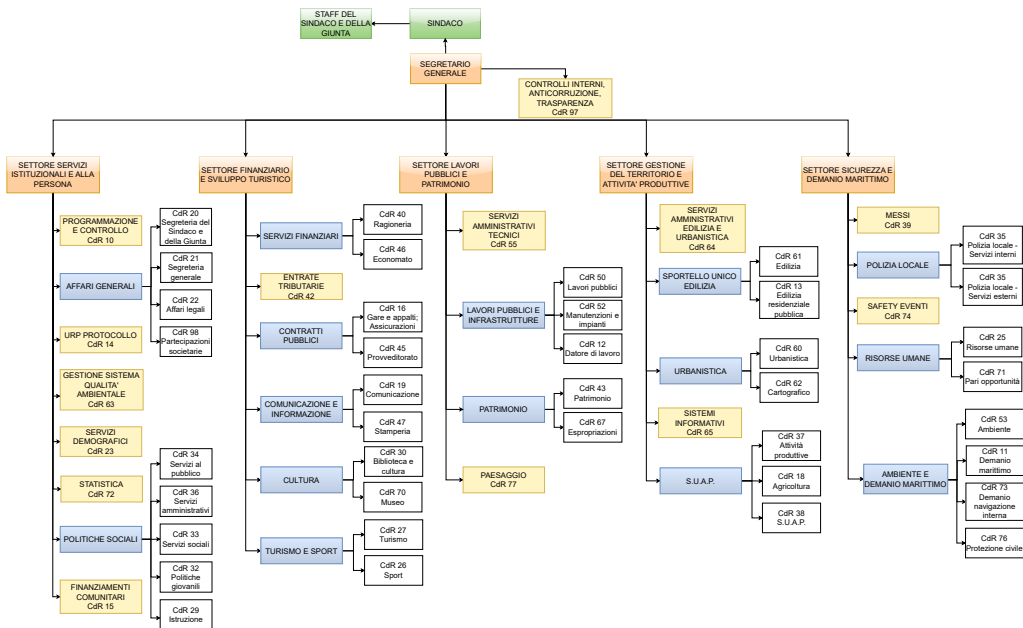 STAFF DEL
SINDACO E DELLA
GIUNTA
SINDACO
SEGRETARIO
GENERALE
CONTROLLI INTERNI,
ANTICORRUZIONE,
TRASPARENZA
CdR 97
SETTORE SERVIZI
ISTITUZIONALI E ALLA
PERSONA
PROGRAMMAZIONE
E CONTROLLO
CdR 10
AFFARI GENERALI
CdR 20
Segreteria del
Sindaco e
della Giunta
CdR 21
Segreteria
generale
CdR 22
Affari legali
CdR 98
Partecipazioni
societarie
URP PROTOCOLLO
CdR 14
GESTIONE SISTEMA
QUALITA'
AMBIENTALE
CdR 63
SERVIZI
DEMOGRAFICI
CdR 23
STATISTICA
CdR 72
POLITICHE SOCIALI
CdR 34
Servizi al
pubblico
CdR 36
Servizi
amministrativi
CdR 33
Servizi sociali
CdR 32
Politiche
giovanili
CdR 29
Istruzione
FINANZIAMENTI
COMUNITARI
CdR 15
SETTORE FINANZIARIO
E SVILUPPO TURISTICO
SERVIZI FINANZIARI
CdR 40
Ragioneria
CdR 46
Economato
ENTRATE
TRIBUTARIE
CdR 42
CONTRATTI
PUBBLICI
CdR 16
Gare e appalti;
Assicurazioni
CdR 45
Provveditorato
COMUNICAZIONE E
INFORMAZIONE
CdR 19
Comunicazione
CdR 47
Stamperia
CULTURA
CdR 30
Biblioteca e
cultura
CdR 70
Museo
TURISMO E SPORT
CdR 27
Turismo
CdR 26
Sport
SETTORE LAVORI
PUBBLICI E
PATRIMONIO
SERVIZI
AMMINISTRATIVI
TECNICI
CdR 55
LAVORI PUBBLICI E
INFRASTRUTTURE
CdR 50
Lavori pubblici
CdR 52
Manutenzioni e
impianti
CdR 12
Datore di lavoro
PATRIMONIO
CdR 43
Patrimonio
CdR 67
Espropriazioni
PAESAGGIO
CdR 77
SETTORE GESTIONE
DEL TERRITORIO E
ATTIVITA' PRODUTTIVE
SERVIZI
AMMINISTRATIVI
EDILIZIA E
URBANISTICA
CdR 64
SPORTELLO UNICO
EDILIZIA
CdR 61
Edilizia
CdR 13
Edilizia
residenziale
pubblica
URBANISTICA
CdR 60
Urbanistica
CdR 62
Cartografico
SISTEMI
INFORMATIVI
CdR 65
S.U.A.P.
CdR 37
Attività
produttive
CdR 18
Agricoltura
CdR 38
S.U.A.P.
SETTORE SICUREZZA E
DEMANIO MARITTIMO
MESSI
CdR 39
POLIZIA LOCALE
CdR 35
Polizia locale -
Servizi interni
CdR 35
Polizia locale -
Servizi esterni
SAFETY EVENTI
CdR 74
RISORSE UMANE
CdR 25
Risorse umane
CdR 71
Pari opportunità
AMBIENTE E
DEMANIO MARITTIMO
CdR 53
Ambiente
CdR 11
Demanio
marittimo
CdR 73
Demanio
navigazione
interna
CdR 76
Protezione civile